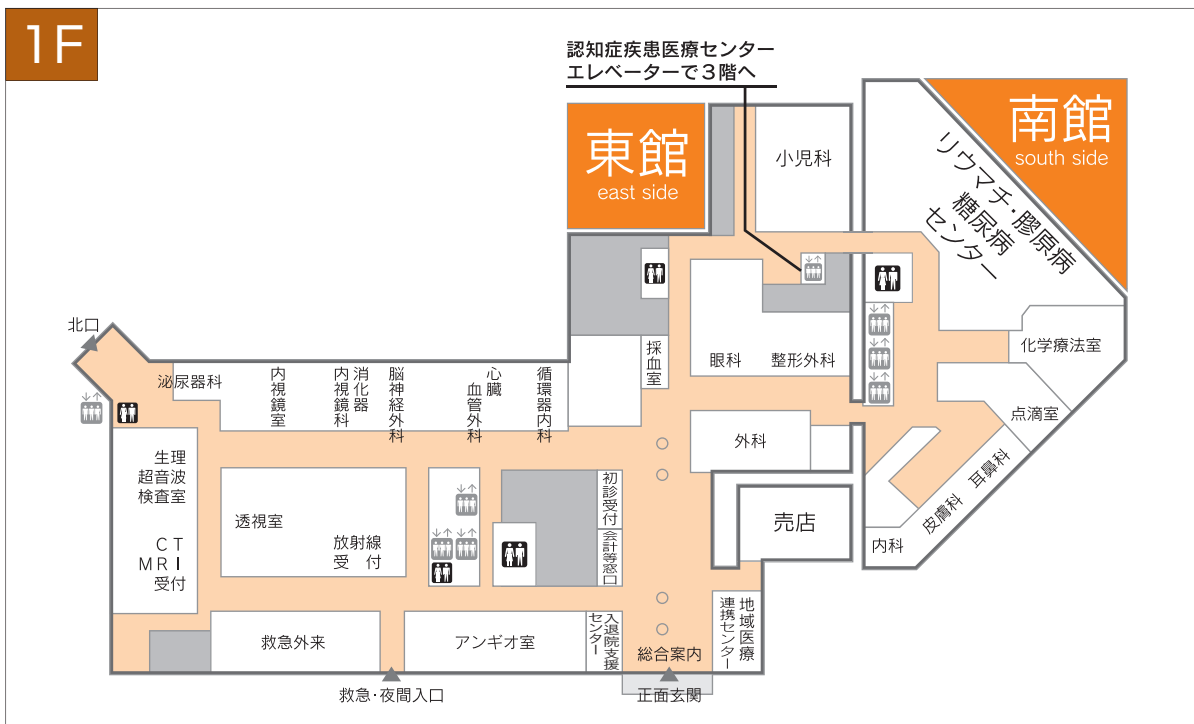 1F
認知症疾患医療センター
エレベーターで3階へ
東館
east side
南館
south side
小児科
リウマチ・膠原病
糖尿病
センター
北口
泌尿器科
内視鏡室
消化器
内視鏡科
脳神経外科
心臓
血管外科
循環器内科
採血室
眼科
整形外科
化学療法室
点滴室
外科
耳鼻科
皮膚科
内科
生理
超音波
検査室
CT
MRI
受付
透視室
放射線
受付
初診受付
会計等窓口
売店
救急外来
アンギオ室
入退院支援
センター
総合案内
地域医療
連携センター
救急・夜間入口
正面玄関